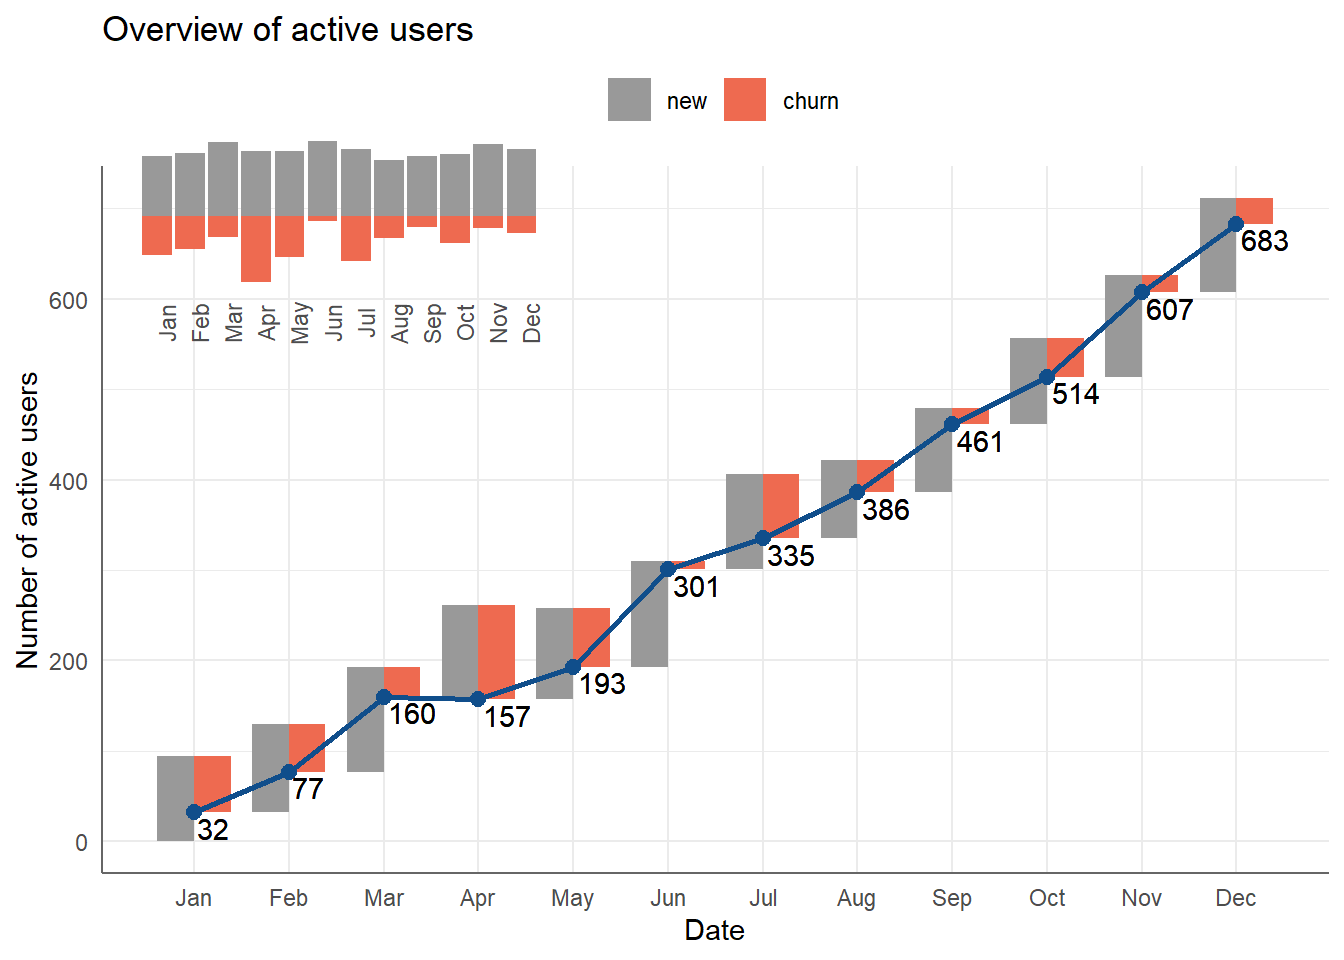 Overview of active users
new churn
Jan Feb Mar Apr May Jun Jul Aug Sep Oct Nov Dec
Number of active users
600
400
200
0
32
77
160
157
193
301
335
386
461
514
607
683
Jan Feb Mar Apr May Jun Jul Aug Sep Oct Nov Dec
Date